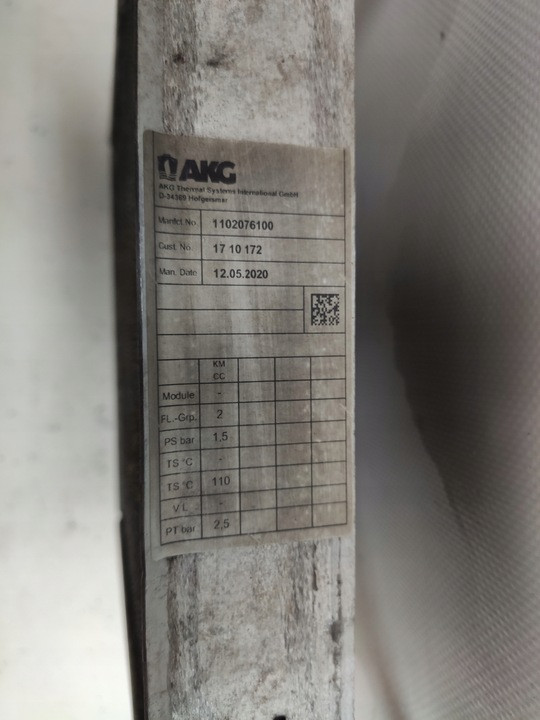 AKG
AKG Thermal Systems International GmbH
D-34369 Hofgeismar
Manfct.No. 1102076100
Cust. No. 17 10 172
Man. Date 12.05.2020
KM
CC
Module -
FL.-Grp. 2
PS bar 1,5
TS °C -
TS °C 110
V L -
PT bar 2,5